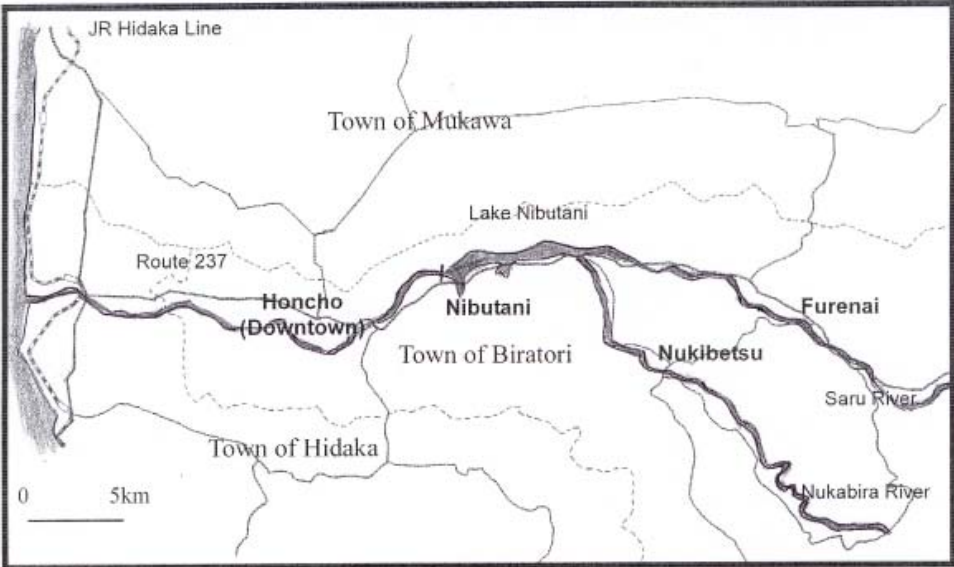 JR Hidaka Line
Town of Mukawa
Lake Nibutani
Route 237
Honcho
(Downtown)
Nibutani
Furenai
Town of Biratori
Nukibetsu
Saru River
Town of Hidaka
0 5km
Nukabira River